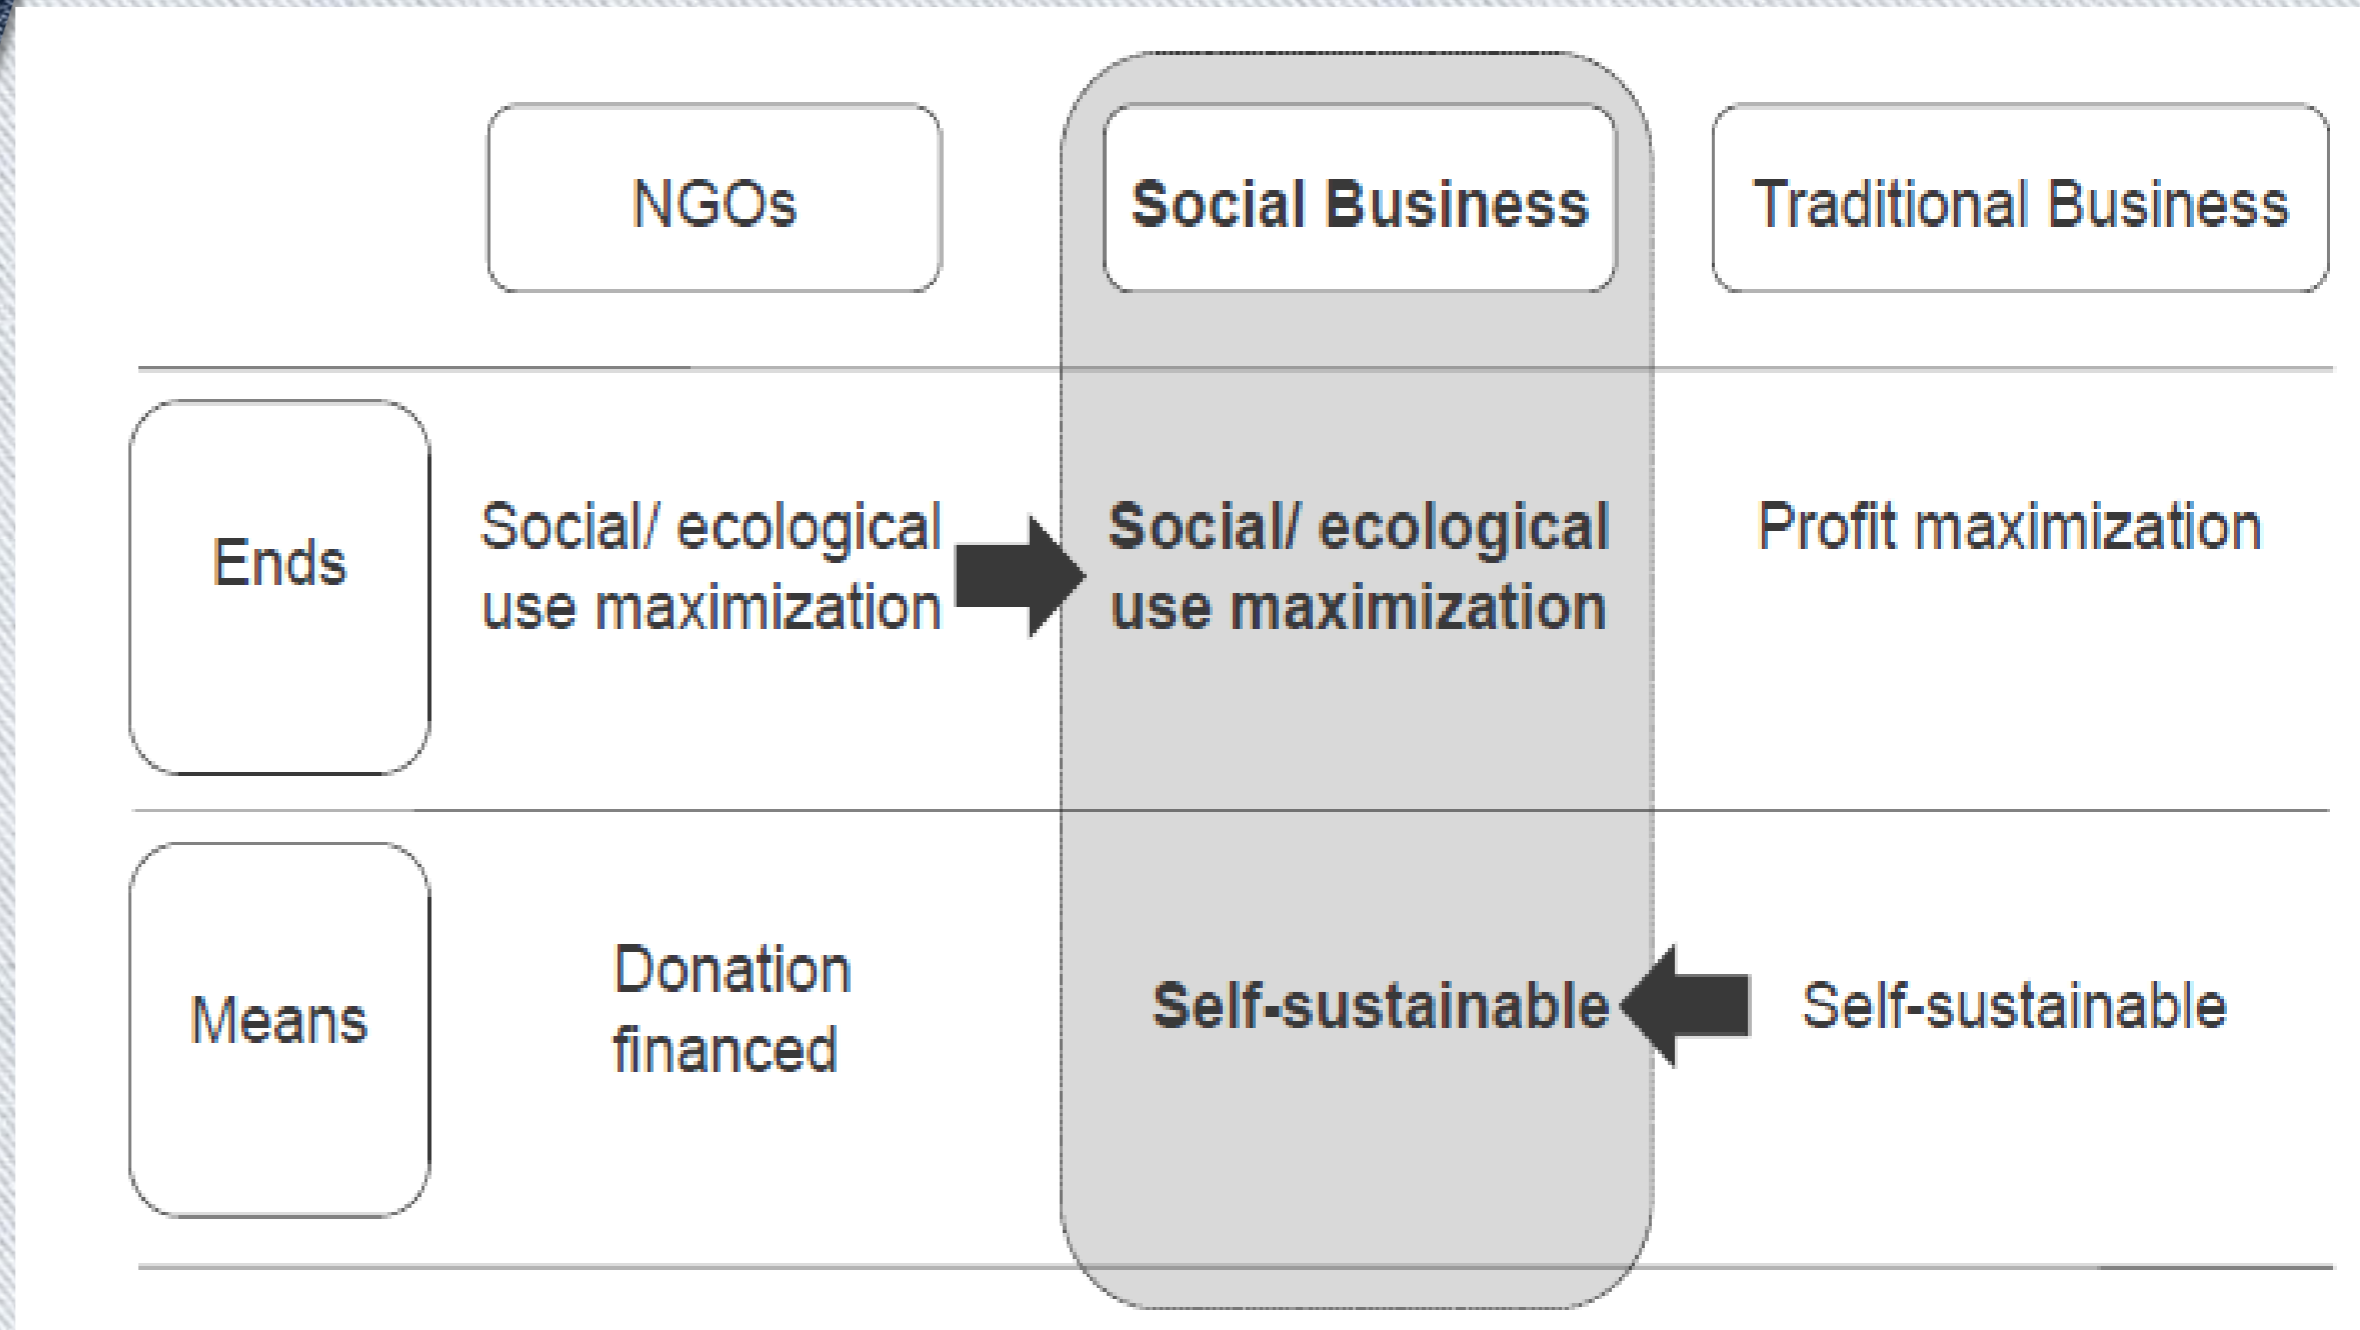 NGOs
Social Business
Traditional Business
Ends
Social/ ecological
use maximization
Social/ ecological
use maximization
Profit maximization
Means
Donation
financed
Self-sustainable
Self-sustainable